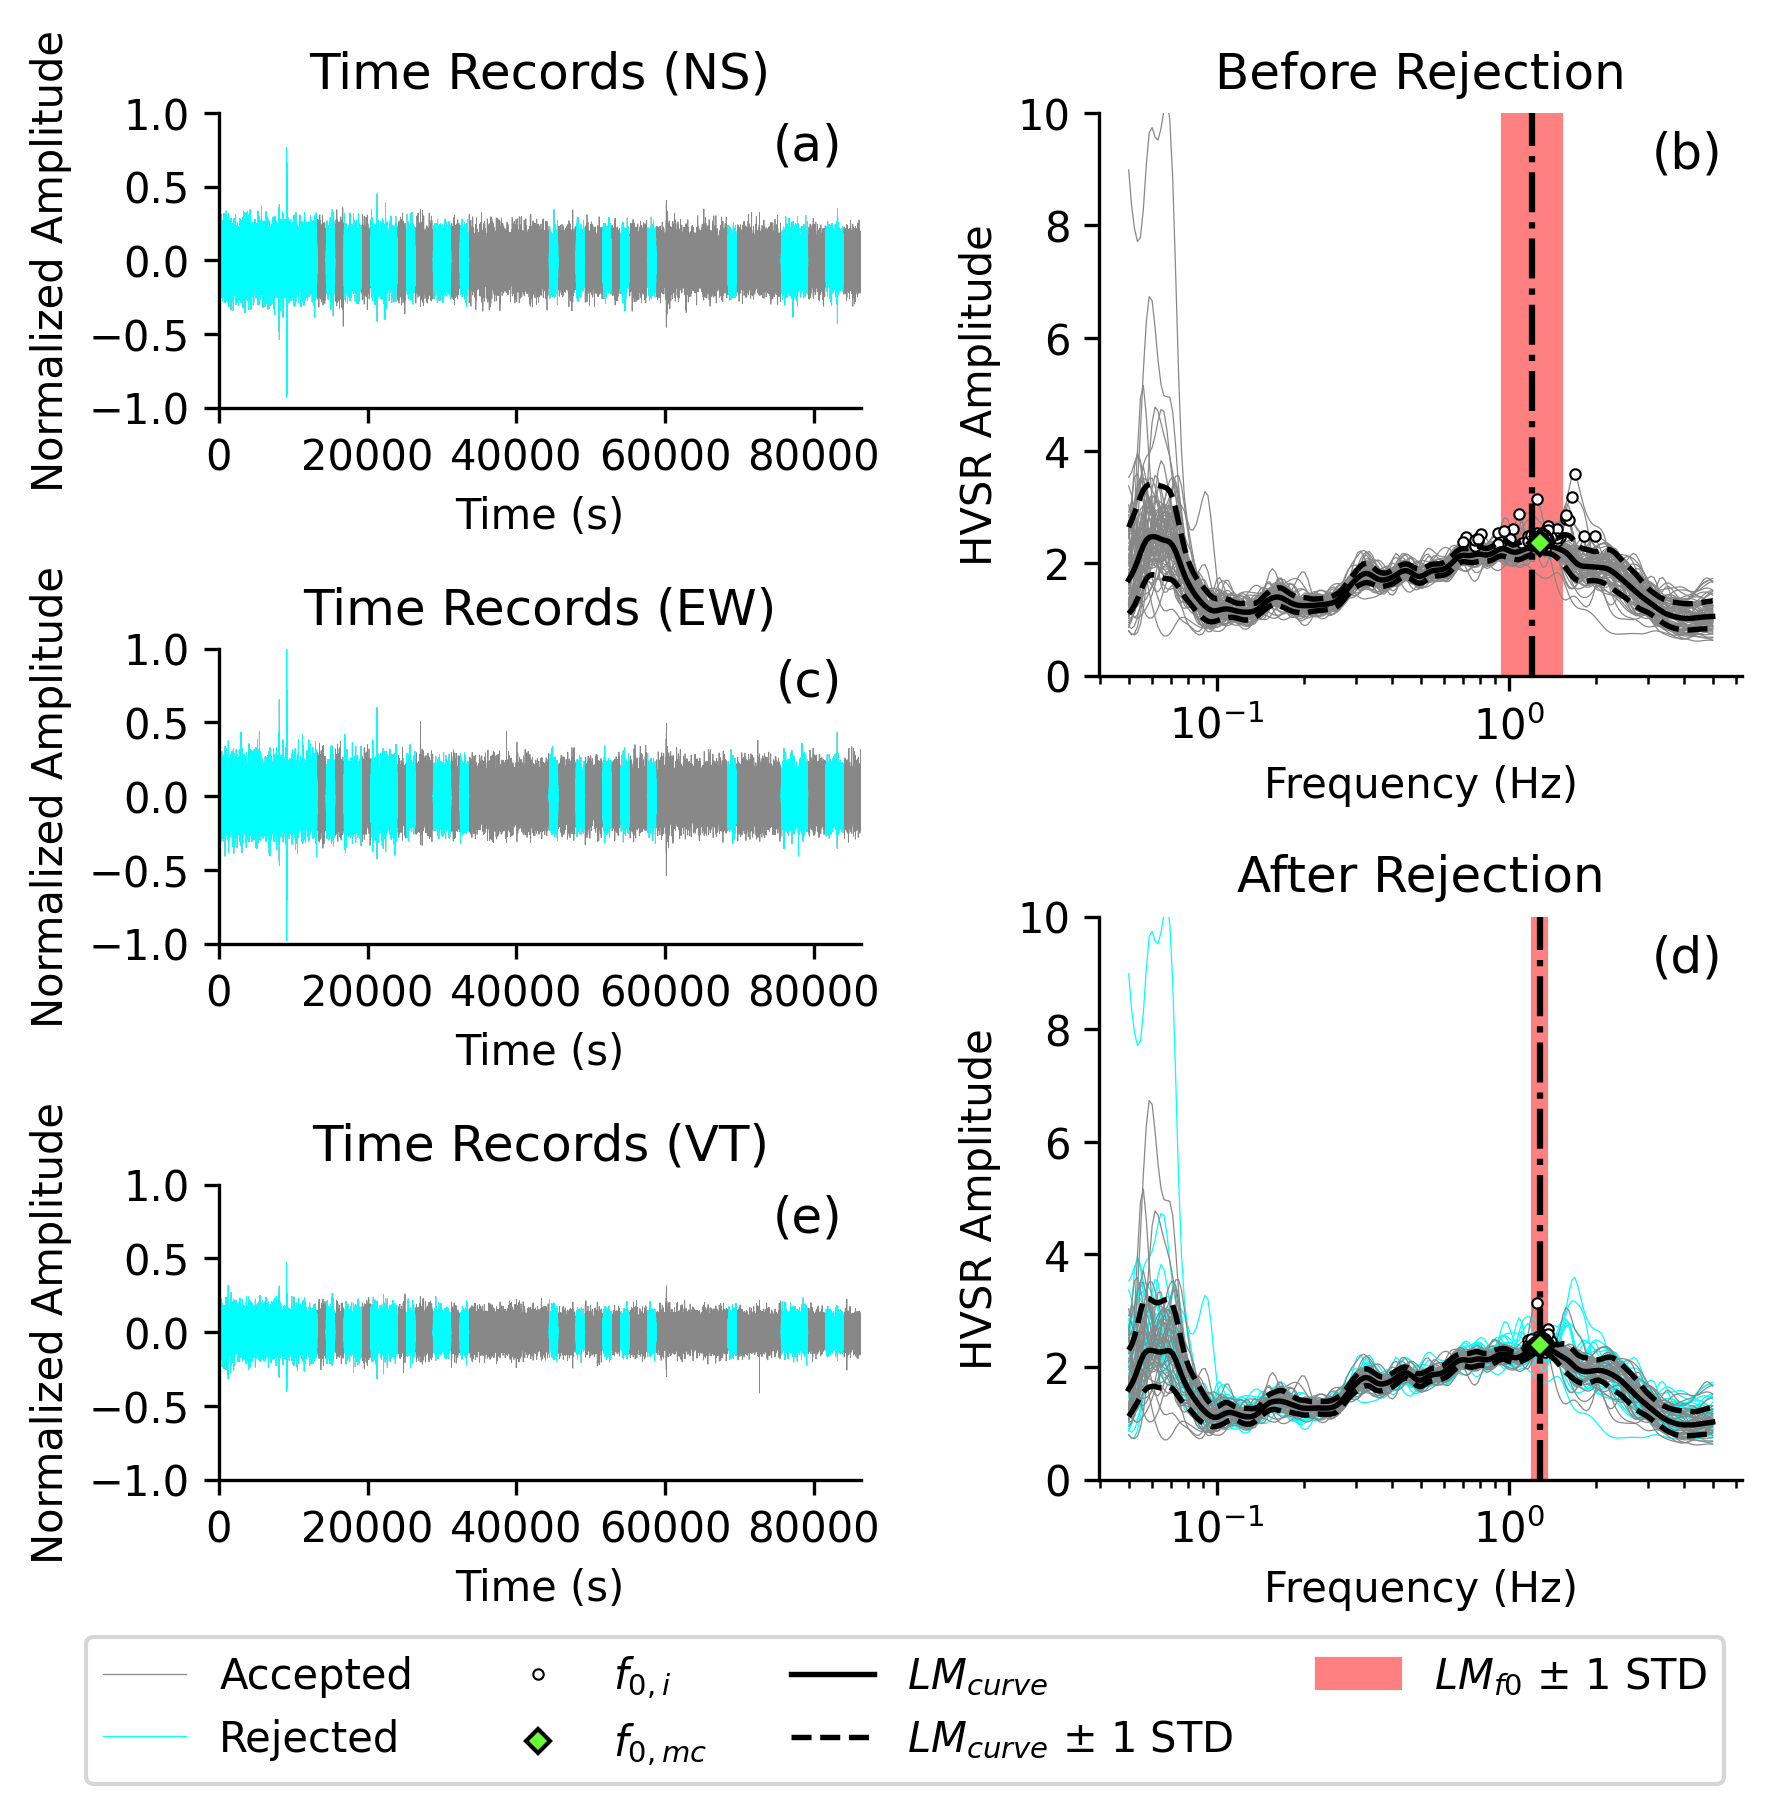 Time Records (NS)
(a)
Normalized Amplitude
1.0
0.5
0.0
−0.5
−1.0
0 20000 40000 60000 80000
Time (s)
Before Rejection
(b)
HVSR Amplitude
10
8
6
4
2
0
10⁻¹ 10⁰
Frequency (Hz)
Time Records (EW)
(c)
Normalized Amplitude
1.0
0.5
0.0
−0.5
−1.0
0 20000 40000 60000 80000
Time (s)
After Rejection
(d)
HVSR Amplitude
10
8
6
4
2
0
10⁻¹ 10⁰
Frequency (Hz)
Time Records (VT)
(e)
Normalized Amplitude
1.0
0.5
0.0
−0.5
−1.0
0 20000 40000 60000 80000
Time (s)
Accepted
Rejected
f0,i
f0,mc
LMcurve
LMcurve ± 1 STD
LMf0 ± 1 STD